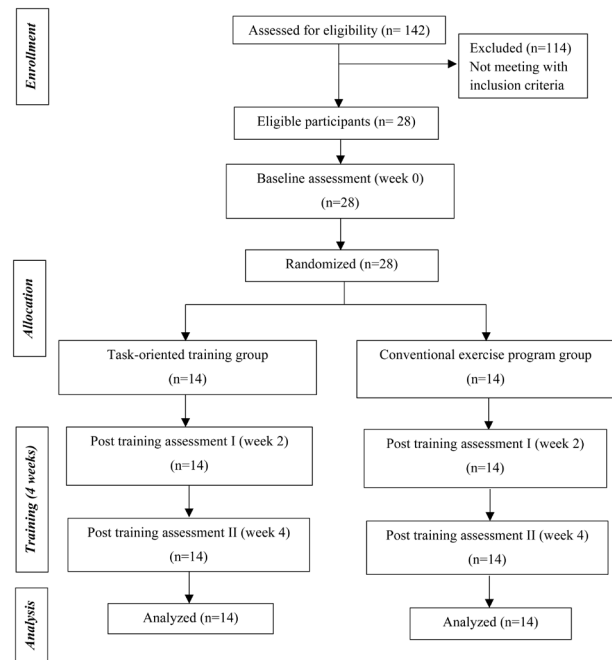 Enrollment
Assessed for eligibility (n= 142)
Excluded (n=114)
Not meeting with
inclusion criteria
Eligible participants (n= 28)
Baseline assessment (week 0)
(n=28)
Randomized (n=28)
Allocation
Task-oriented training group
(n=14)
Conventional exercise program group
(n=14)
Training (4 weeks)
Post training assessment I (week 2)
(n=14)
Post training assessment I (week 2)
(n=14)
Post training assessment II (week 4)
(n=14)
Post training assessment II (week 4)
(n=14)
Analysis
Analyzed (n=14)
Analyzed (n=14)